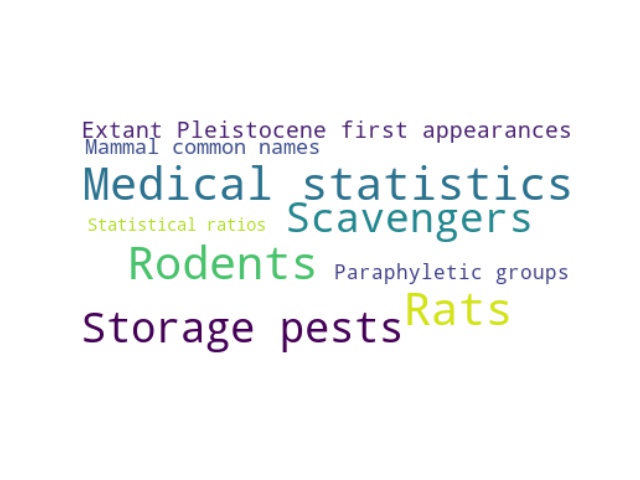 Extant Pleistocene first appearances
Mammal common names
Medical statistics
Scavengers
Statistical ratios
Rodents
Paraphyletic groups
Rats
Storage pests